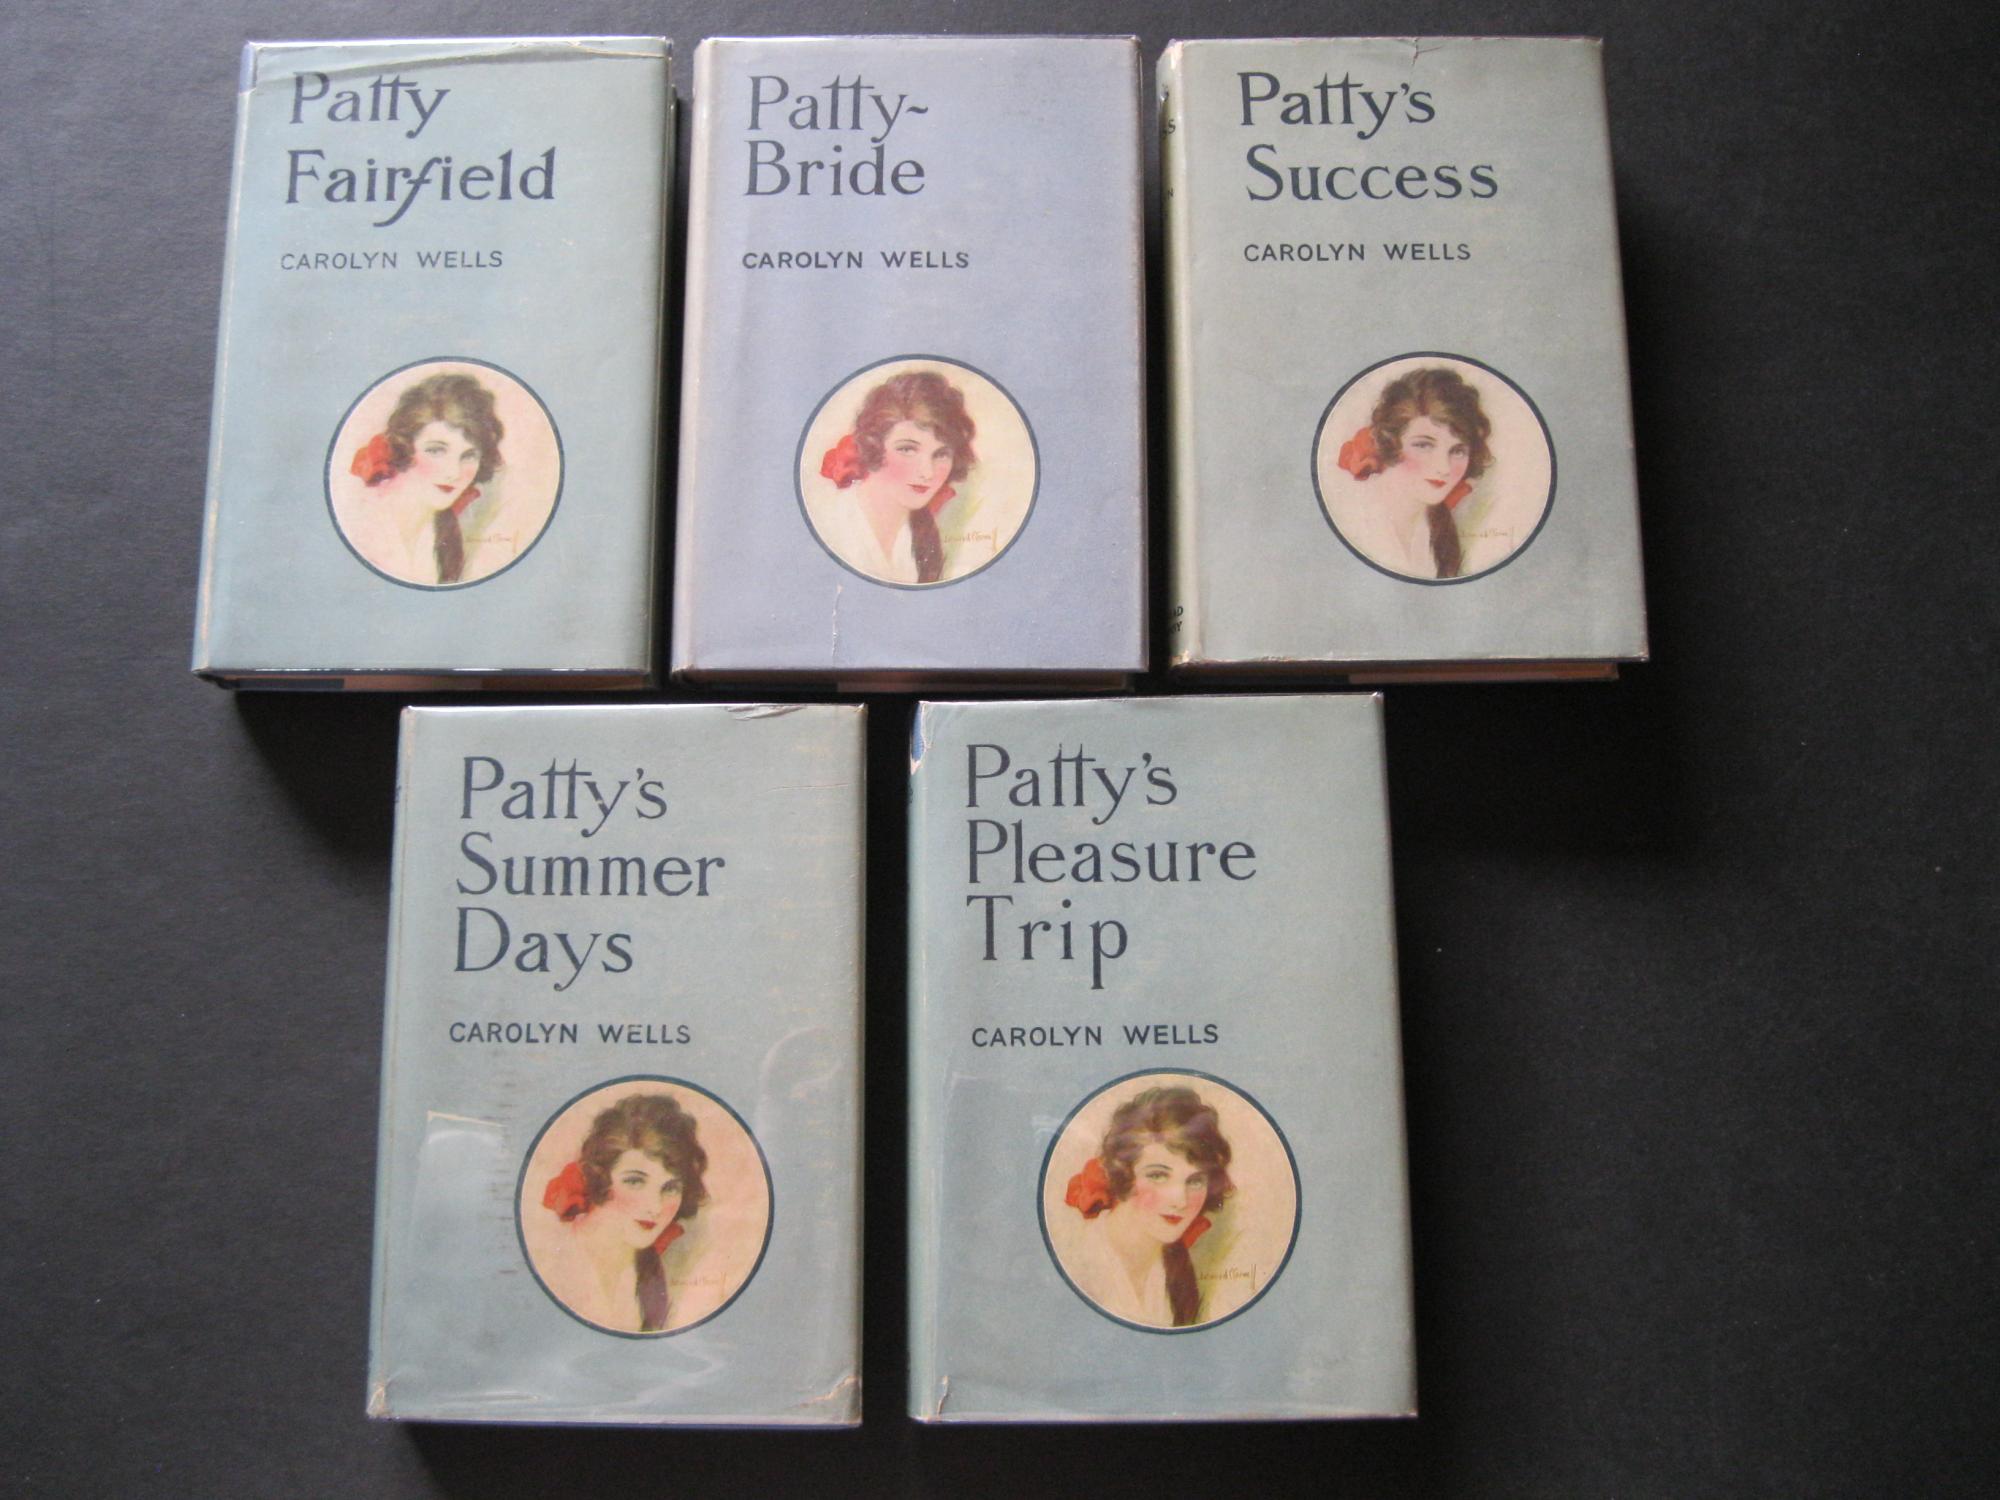 Patty
Fairfield
CAROLYN WELLS
Patty-
Bride
CAROLYN WELLS
Patty's
Success
CAROLYN WELLS
Patty's
Summer
Days
CAROLYN WELLS
Patty's
Pleasure
Trip
CAROLYN WELLS